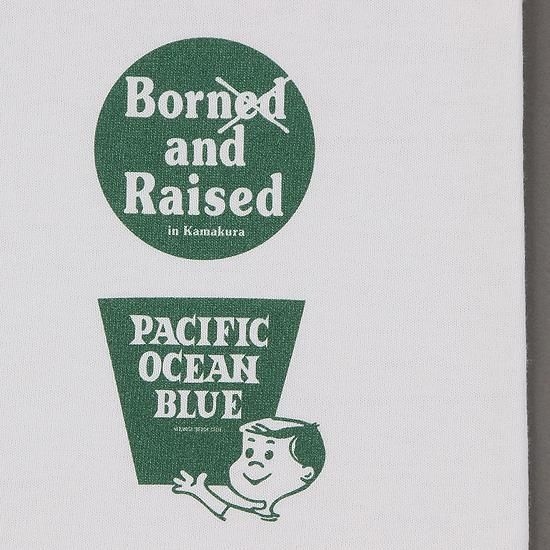 Borned
and
Raised
in Kamakura
PACIFIC
OCEAN
BLUE